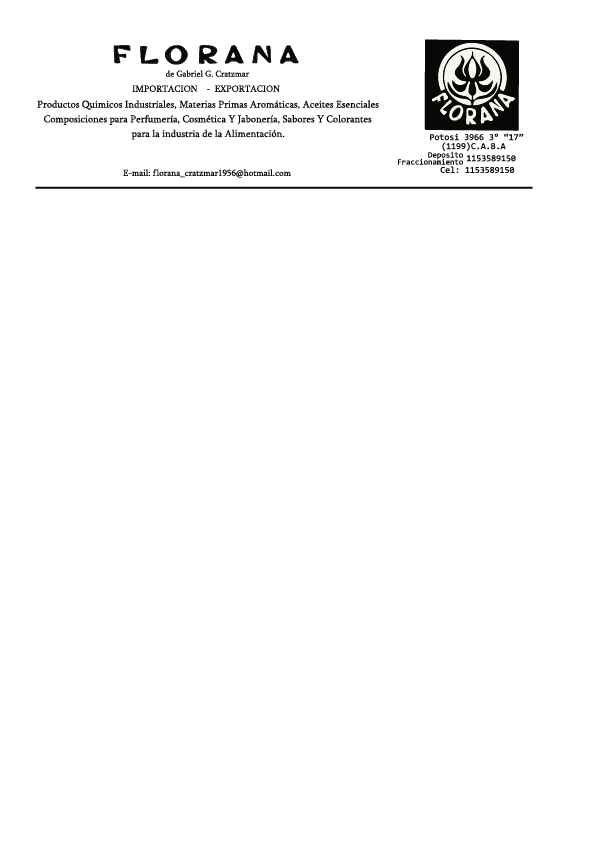 FLORANA
de Gabriel G. Cratzmar
IMPORTACION - EXPORTACION
Productos Quimicos Industriales, Materias Primas Aromáticas, Aceites Esenciales
Composiciones para Perfumería, Cosmética Y Jabonería, Sabores Y Colorantes
para la industria de la Alimentación.
E-mail: florana_cratzmar1956@hotmail.com
FLORANA
Potosi 3966 3° “17”
(1199)C.A.B.A
Deposito
Fraccionamiento 1153589150
Cel: 1153589150